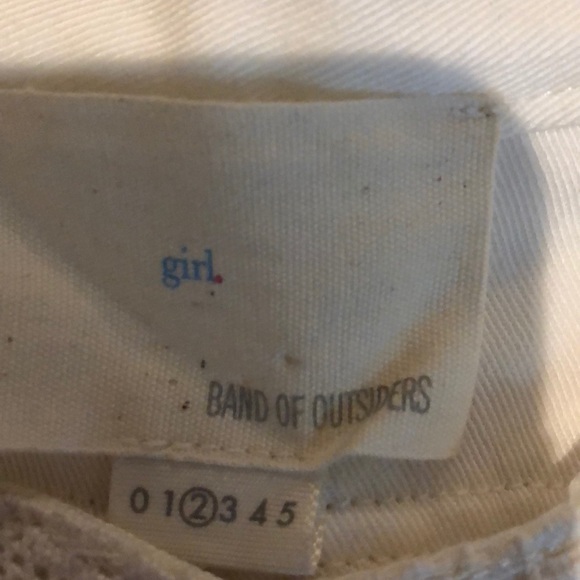 girl.
BAND OF OUTSIDERS
0 1 2 3 4 5